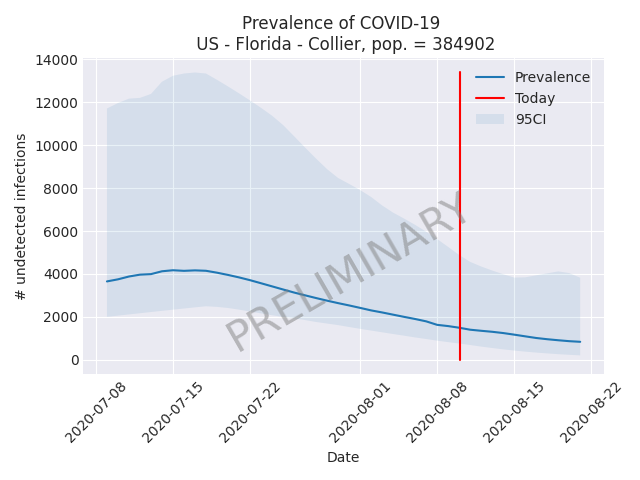 Prevalence of COVID-19
US - Florida - Collier, pop. = 384902
# undetected infections
14000
12000
10000
8000
6000
4000
2000
0
Prevalence
Today
95CI
PRELIMINARY
2020-07-08
2020-07-15
2020-07-22
2020-08-01
2020-08-08
2020-08-15
2020-08-22
Date